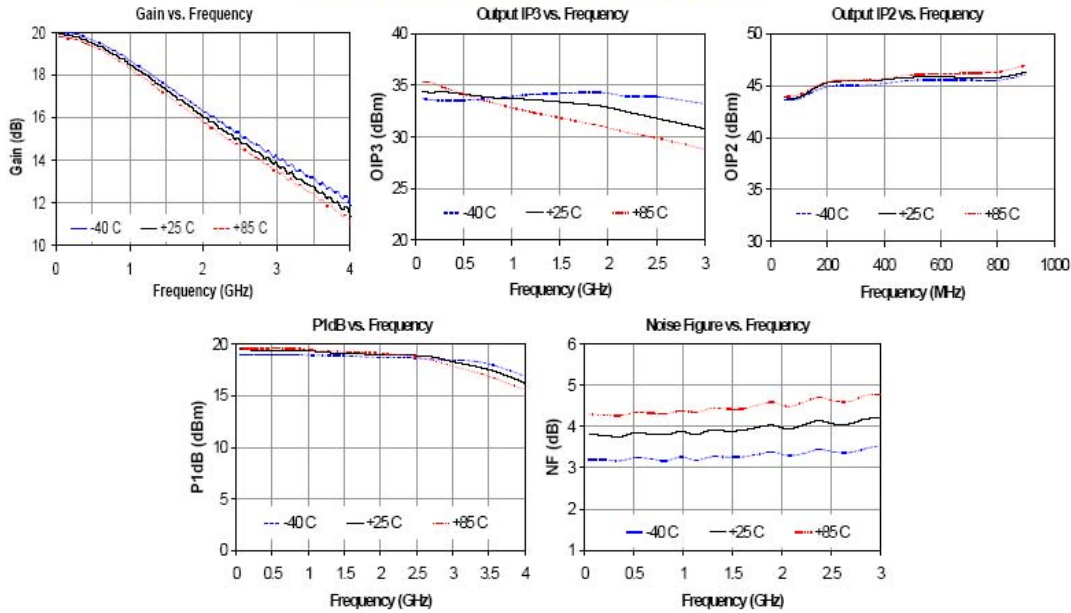 Gain vs. Frequency
Gain (dB)
20
18
16
14
12
10
-40 C
+25 C
+85 C
0
1
2
3
4
Frequency (GHz)
Output IP3 vs. Frequency
OIP3 (dBm)
40
35
30
25
20
-40 C
+25 C
+85 C
0
0.5
1
1.5
2
2.5
3
Frequency (GHz)
Output IP2 vs. Frequency
OIP2 (dBm)
50
45
40
35
30
-40 C
+25 C
+85 C
0
200
400
600
800
1000
Frequency (MHz)
P1dB vs. Frequency
P1dB (dBm)
20
15
10
5
0
-40 C
+25 C
+85 C
0
0.5
1
1.5
2
2.5
3
3.5
4
Frequency (GHz)
Noise Figure vs. Frequency
NF (dB)
6
5
4
3
2
1
-40 C
+25 C
+85 C
0
0.5
1
1.5
2
2.5
3
Frequency (GHz)